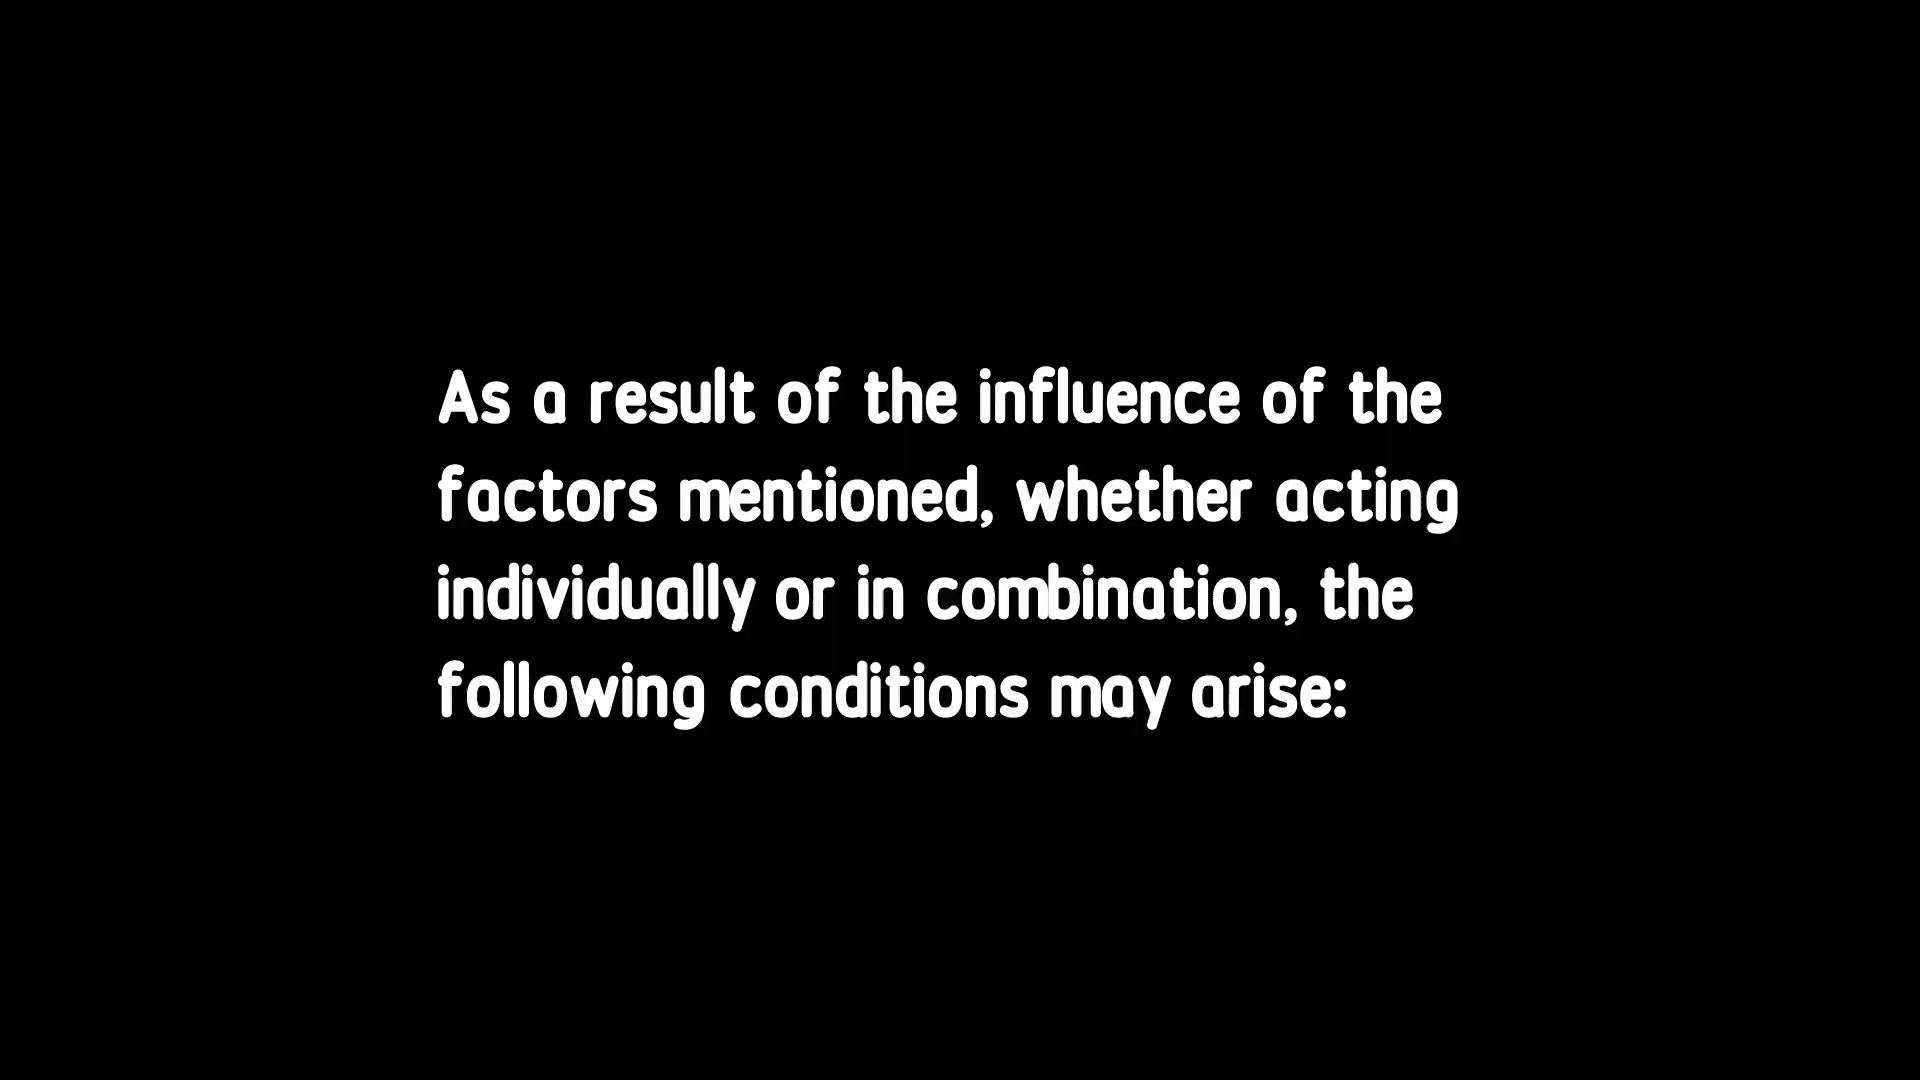 As a result of the influence of the
factors mentioned, whether acting
individually or in combination, the
following conditions may arise: